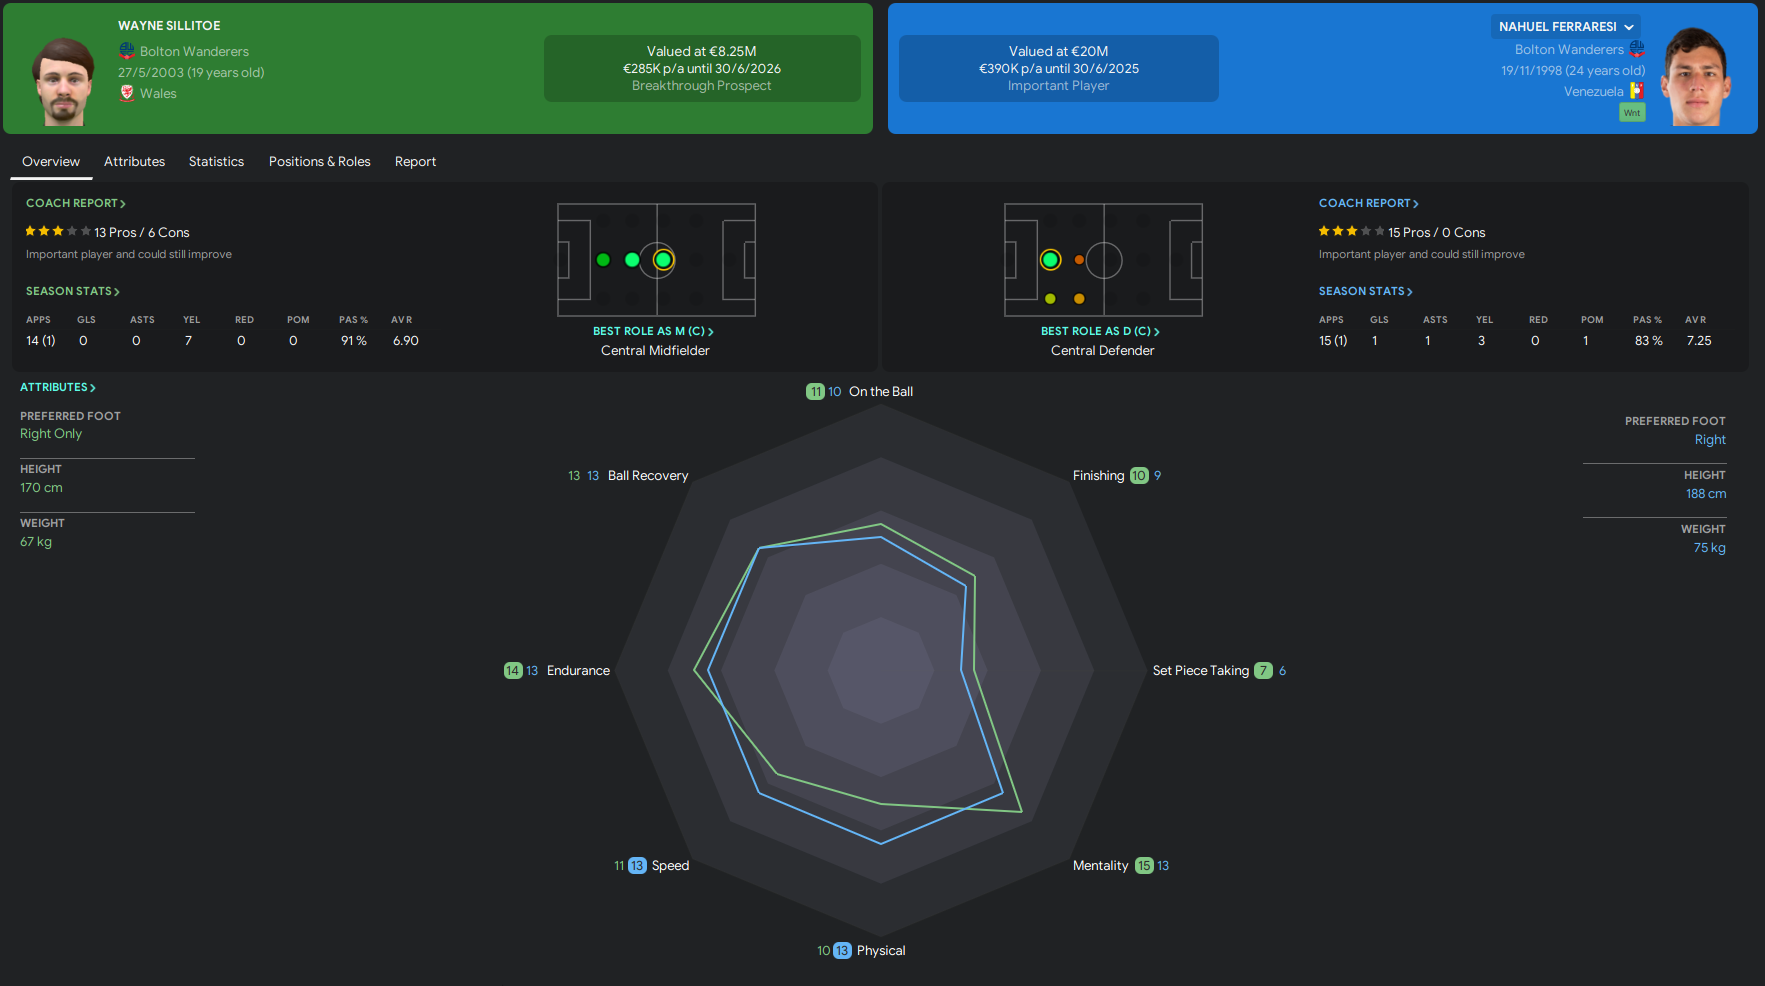 WAYNE SILLITOE
Bolton Wanderers
27/5/2003 (19 years old)
Wales
Valued at €8.25M
€285K p/a until 30/6/2026
Breakthrough Prospect
Valued at €20M
€390K p/a until 30/6/2025
Important Player
NAHUEL FERRARESI
Bolton Wanderers
19/11/1998 (24 years old)
Venezuela
Wnt
Overview Attributes Statistics Positions & Roles Report
COACH REPORT
13 Pros / 6 Cons
Important player and could still improve
SEASON STATS
APPS GLS ASTS YEL RED POM PAS % AV R
14 (1) 0 0 7 0 0 91 % 6.90
BEST ROLE AS M (C)
Central Midfielder
BEST ROLE AS D (C)
Central Defender
COACH REPORT
15 Pros / 0 Cons
Important player and could still improve
SEASON STATS
APPS GLS ASTS YEL RED POM PAS % AV R
15 (1) 1 1 3 0 1 83 % 7.25
ATTRIBUTES
PREFERRED FOOT
Right Only
HEIGHT
170 cm
WEIGHT
67 kg
11 10 On the Ball
13 13 Ball Recovery
Finishing 10 9
14 13 Endurance
Set Piece Taking 7 6
11 13 Speed
Mentality 15 13
10 13 Physical
PREFERRED FOOT
Right
HEIGHT
188 cm
WEIGHT
75 kg